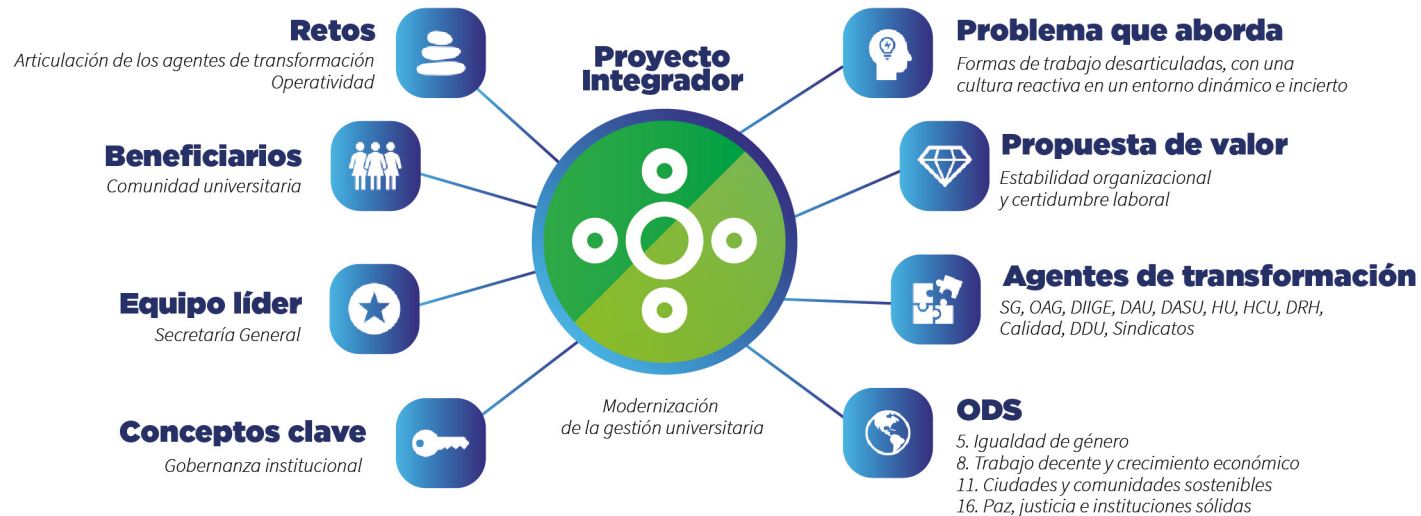 Retos
Articulación de los agentes de transformación
Operatividad
Beneficiarios
Comunidad universitaria
Equipo líder
Secretaría General
Conceptos clave
Gobernanza institucional
Proyecto
Integrador
Modernización
de la gestión universitaria
Problema que aborda
Formas de trabajo desarticuladas, con una
cultura reactiva en un entorno dinámico e incierto
Propuesta de valor
Estabilidad organizacional
y certidumbre laboral
Agentes de transformación
SG, OAG, DIIGE, DAU, DASU, HU, HCU, DRH,
Calidad, DDU, Sindicatos
ODS
5. Igualdad de género
8. Trabajo decente y crecimiento económico
11. Ciudades y comunidades sostenibles
16. Paz, justicia e instituciones sólidas